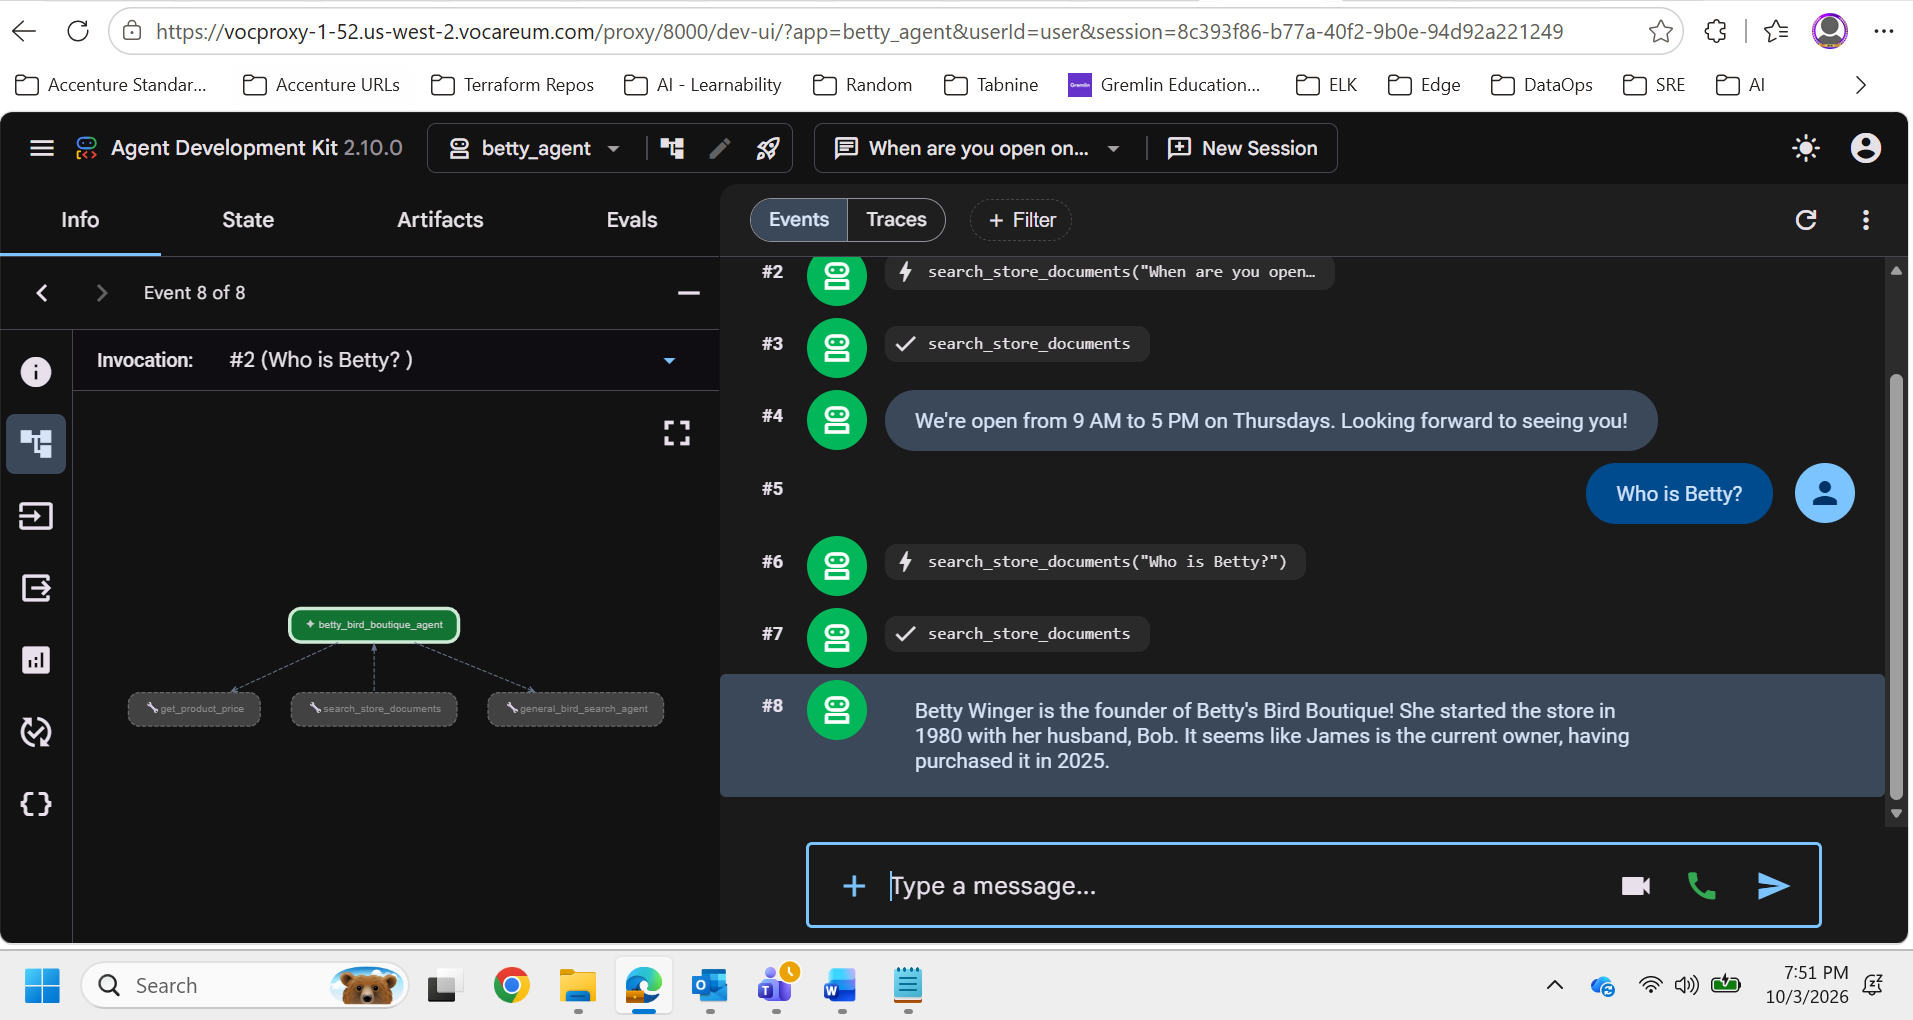 https://vocproxy-1-52.us-west-2.vocareum.com/proxy/8000/dev-ui/?app=betty_agent&userId=user&session=8c393f86-b77a-40f2-9b0e-94d92a221249
Accenture Standar...
Accenture URLs
Terraform Repos
AI - Learnability
Random
Tabnine
Gremlin
Gremlin Education...
ELK
Edge
DataOps
SRE
AI
Agent Development Kit 2.10.0
betty_agent
When are you open on...
New Session
Info
State
Artifacts
Evals
Events
Traces
+ Filter
Event 8 of 8
Invocation: #2 (Who is Betty? )
betty_bird_boutique_agent
get_product_price
search_store_documents
general_bird_search_agent
#2
search_store_documents("When are you open...
#3
search_store_documents
#4
We're open from 9 AM to 5 PM on Thursdays. Looking forward to seeing you!
#5
Who is Betty?
#6
search_store_documents("Who is Betty?")
#7
search_store_documents
#8
Betty Winger is the founder of Betty's Bird Boutique! She started the store in
1980 with her husband, Bob. It seems like James is the current owner, having
purchased it in 2025.
Type a message...
Search
7:51 PM
10/3/2026